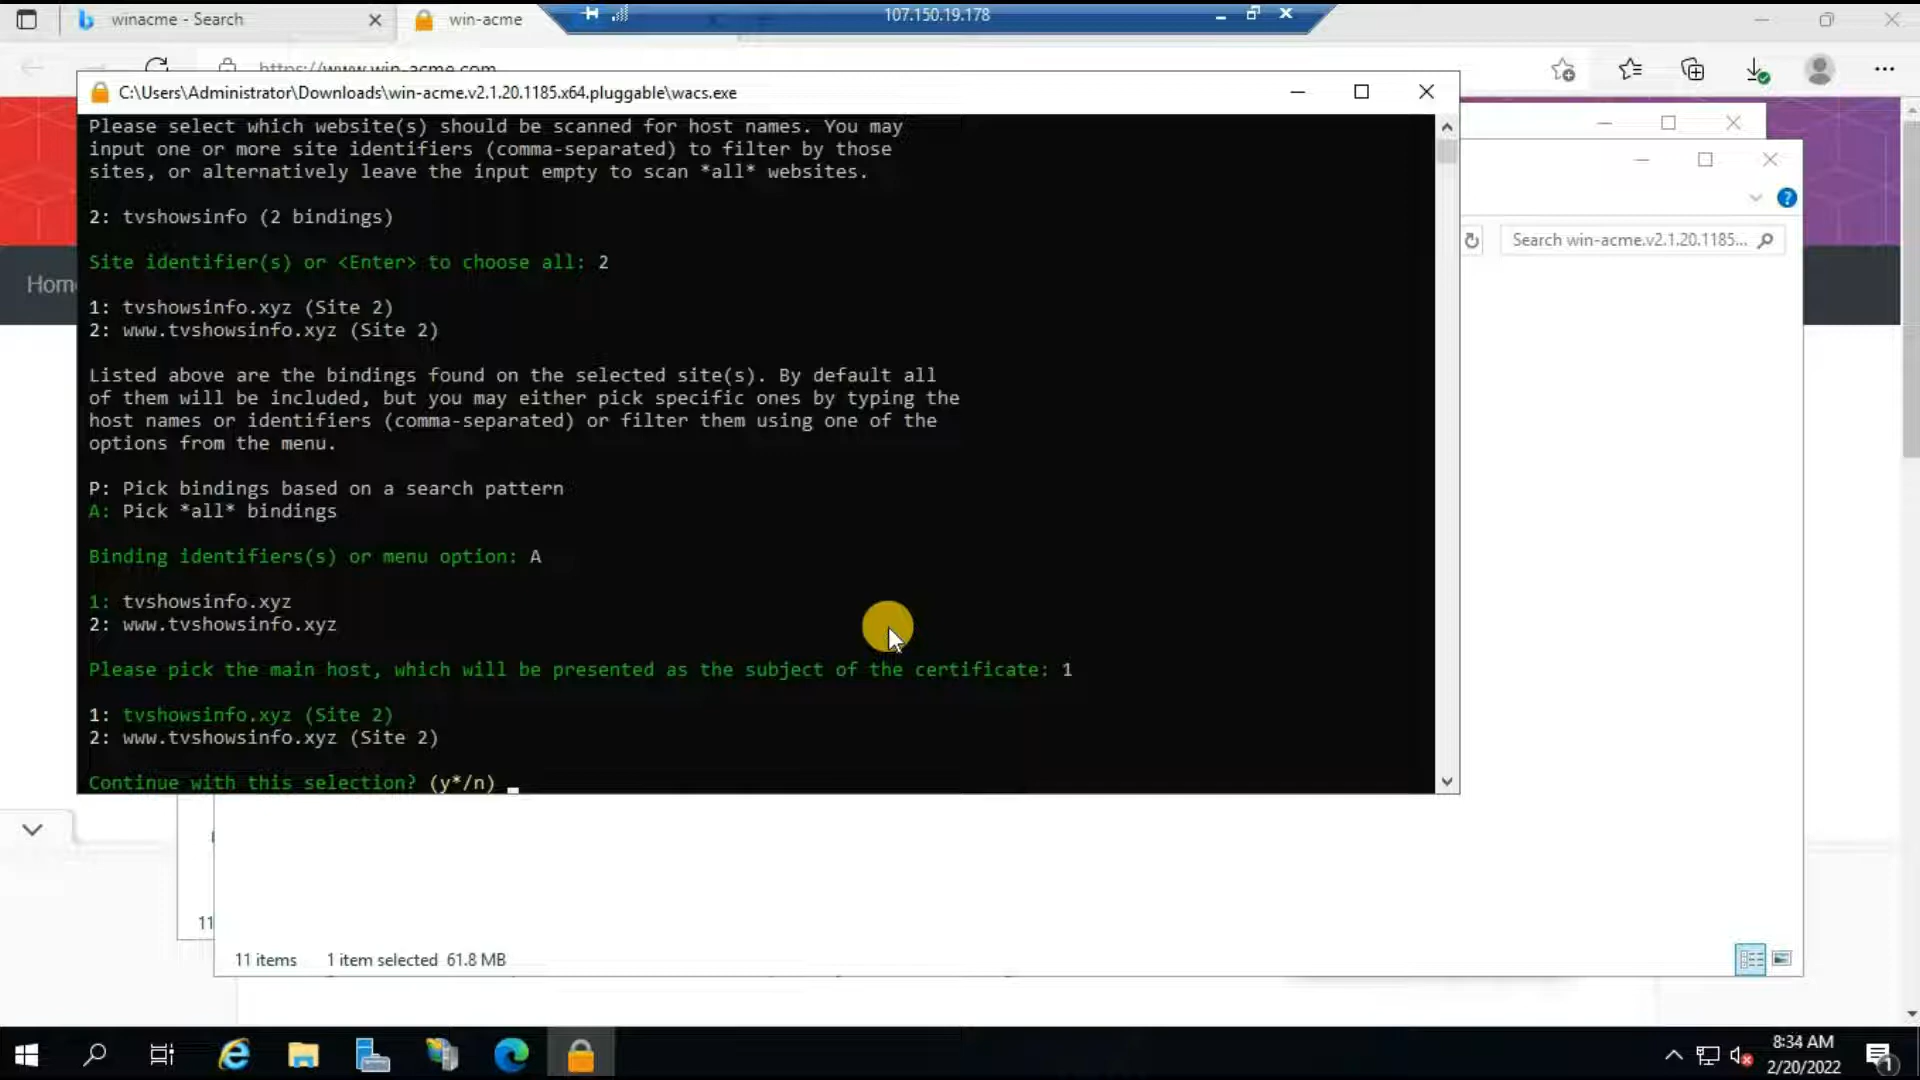 winacme - Search
win-acme
107.150.19.178
https://www.win-acme.com
C:\Users\Administrator\Downloads\win-acme.v2.1.20.1185.x64.pluggable\wacs.exe
Please select which website(s) should be scanned for host names. You may
input one or more site identifiers (comma-separated) to filter by those
sites, or alternatively leave the input empty to scan *all* websites.
2: tvshowsinfo (2 bindings)
Site identifier(s) or <Enter> to choose all: 2
1: tvshowsinfo.xyz (Site 2)
2: www.tvshowsinfo.xyz (Site 2)
Listed above are the bindings found on the selected site(s). By default all
of them will be included, but you may either pick specific ones by typing the
host names or identifiers (comma-separated) or filter them using one of the
options from the menu.
P: Pick bindings based on a search pattern
A: Pick *all* bindings
Binding identifiers(s) or menu option: A
1: tvshowsinfo.xyz
2: www.tvshowsinfo.xyz
Please pick the main host, which will be presented as the subject of the certificate: 1
1: tvshowsinfo.xyz (Site 2)
2: www.tvshowsinfo.xyz (Site 2)
Continue with this selection? (y*/n)
Search win-acme.v2.1.20.1185...
Hom
11
11 items 1 item selected 61.8 MB
8:34 AM
2/20/2022
1